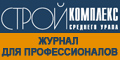 СТРОЙКОМПЛЕКС
СРЕДНЕГО УРАЛА
ЖУРНАЛ
ДЛЯ ПРОФЕССИОНАЛОВ